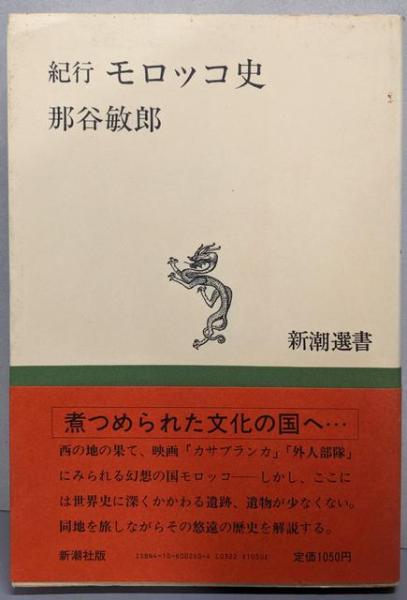 紀行 モロッコ史
那谷敏郎
新潮選書
煮つめられた文化の国へ…
西の地の果て、映画「カサブランカ」「外人部隊」
にみられる幻想の国モロッコ——しかし、ここに
は世界史に深くかかわる遺跡、遺物が少なくない。
同地を旅しながらその悠遠の歴史を解説する。
新潮社版 ISBN4-10-600260-4 C0322 ¥1050E 定価1050円